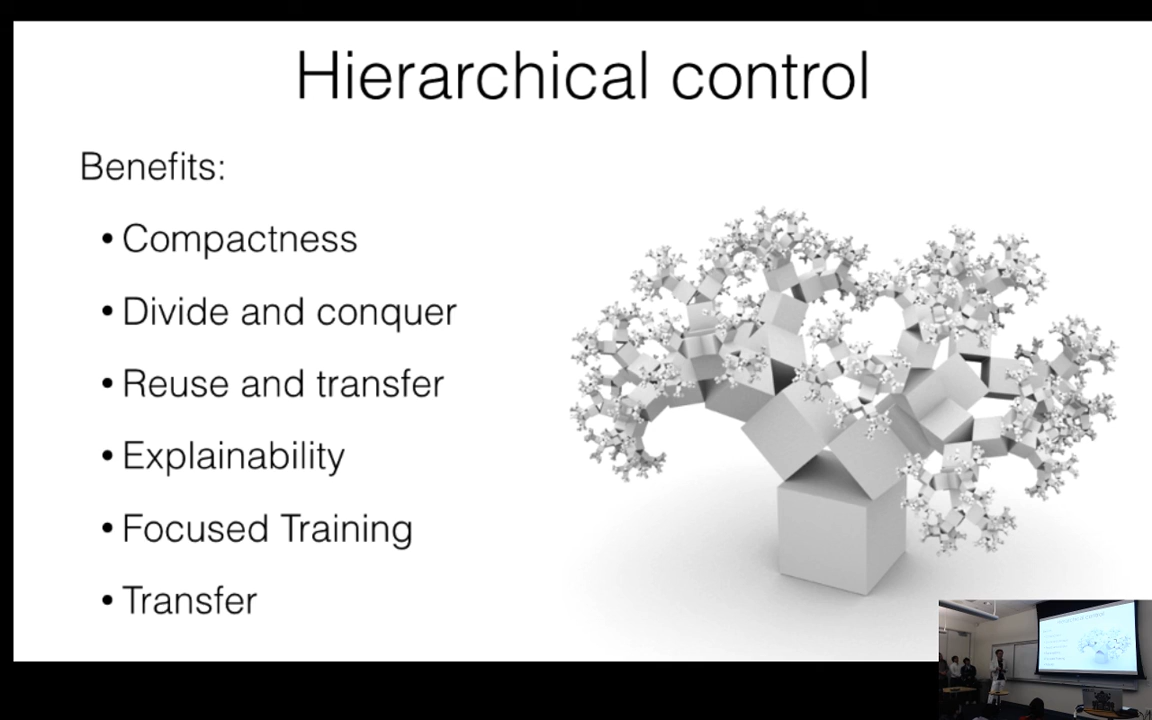 Hierarchical control
Benefits:
• Compactness
• Divide and conquer
• Reuse and transfer
• Explainability
• Focused Training
• Transfer